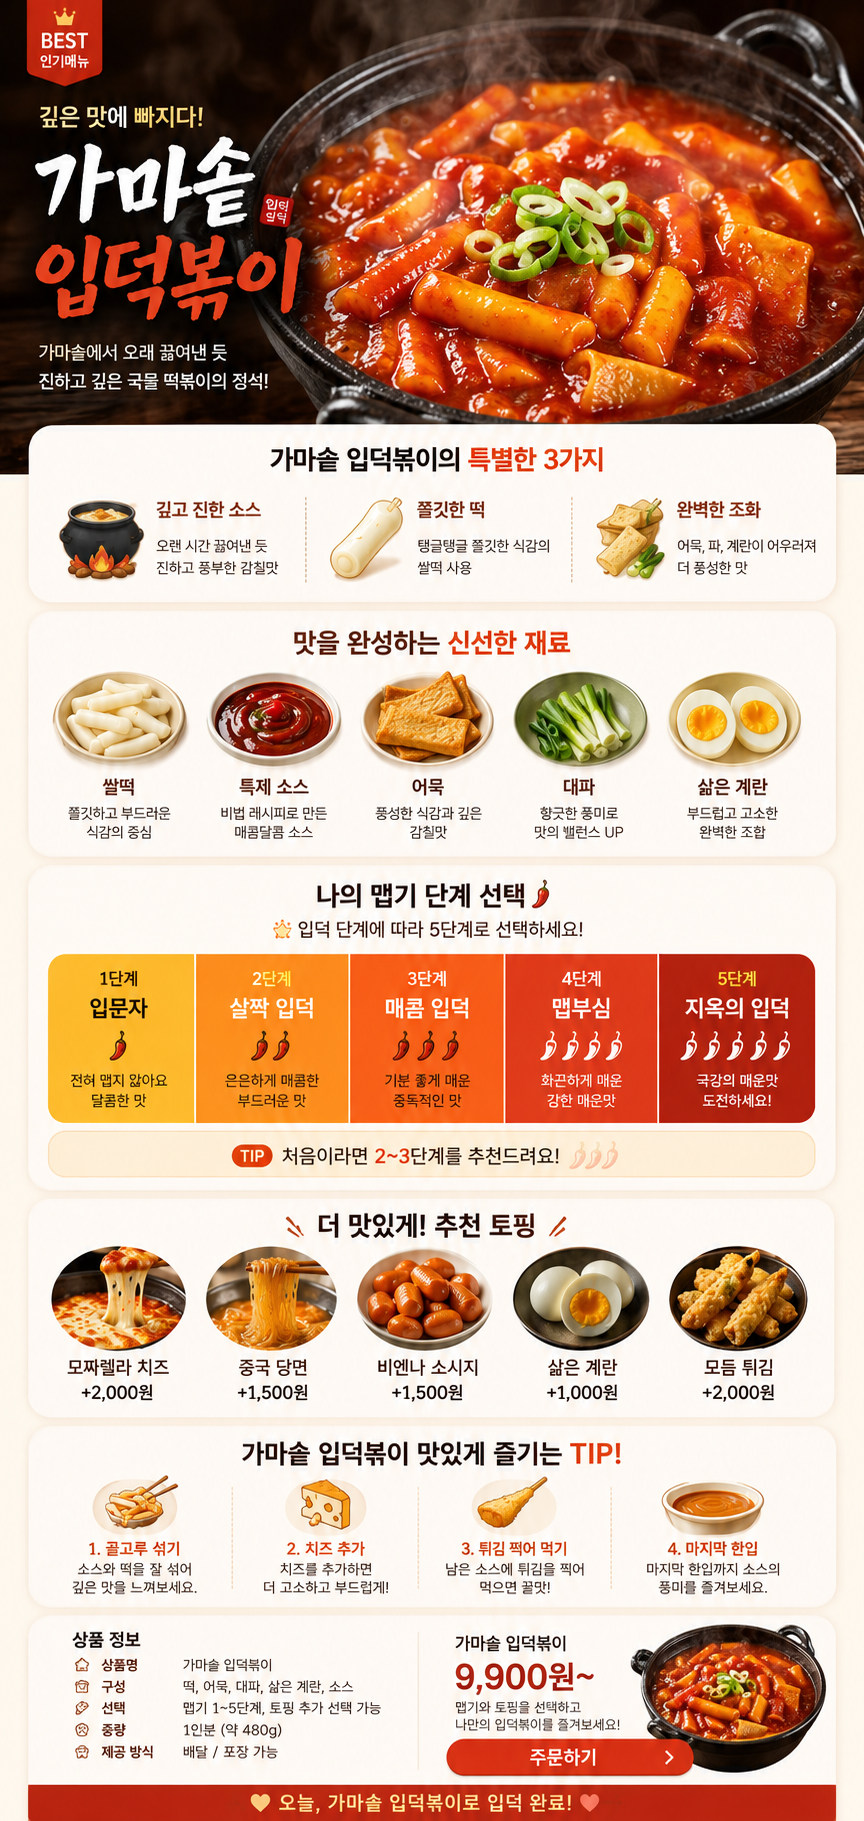 BEST
인기메뉴
깊은 맛에 빠지다!
가마솥
입덕
입덕볶이
가마솥에서 오래 끓여낸 듯
진하고 깊은 국물 떡볶이의 정석!
가마솥 입덕볶이의 특별한 3가지
깊고 진한 소스
오랜 시간 끓여낸 듯
진하고 풍부한 감칠맛
쫄깃한 떡
탱글탱글 쫄깃한 식감의
쌀떡 사용
완벽한 조화
어묵, 파, 계란이 어우러져
더 풍성한 맛
맛을 완성하는 신선한 재료
쌀떡
쫄깃하고 부드러운
식감의 중심
특제 소스
비법 레시피로 만든
매콤달콤 소스
어묵
풍성한 식감과 깊은
감칠맛
대파
향긋한 풍미로
맛의 밸런스 UP
삶은 계란
부드럽고 고소한
완벽한 조합
나의 맵기 단계 선택
입덕 단계에 따라 5단계로 선택하세요!
1단계
입문자
전혀 맵지 않아요
달콤한 맛
2단계
살짝 입덕
은은하게 매콤한
부드러운 맛
3단계
매콤 입덕
기분 좋게 매운
중독적인 맛
4단계
맵부심
화끈하게 매운
강한 매운맛
5단계
지옥의 입덕
극강의 매운맛
도전하세요!
TIP 처음이라면 2~3단계를 추천드려요!
더 맛있게! 추천 토핑
모짜렐라 치즈
+2,000원
중국 당면
+1,500원
비엔나 소시지
+1,500원
삶은 계란
+1,000원
모듬 튀김
+2,000원
가마솥 입덕볶이 맛있게 즐기는 TIP!
1. 골고루 섞기
소스와 떡을 잘 섞어
깊은 맛을 느껴보세요.
2. 치즈 추가
치즈를 추가하면
더 고소하고 부드럽게!
3. 튀김 찍어 먹기
남은 소스에 튀김을 찍어
먹으면 꿀맛!
4. 마지막 한입
마지막 한입까지 소스의
풍미를 즐겨보세요.
상품 정보
상품명 가마솥 입덕볶이
구성 떡, 어묵, 대파, 삶은 계란, 소스
선택 맵기 1~5단계, 토핑 추가 선택 가능
중량 1인분 (약 480g)
제공 방식 배달 / 포장 가능
가마솥 입덕볶이
9,900원~
맵기와 토핑을 선택하고
나만의 입덕볶이를 즐겨보세요!
주문하기
오늘, 가마솥 입덕볶이로 입덕 완료!